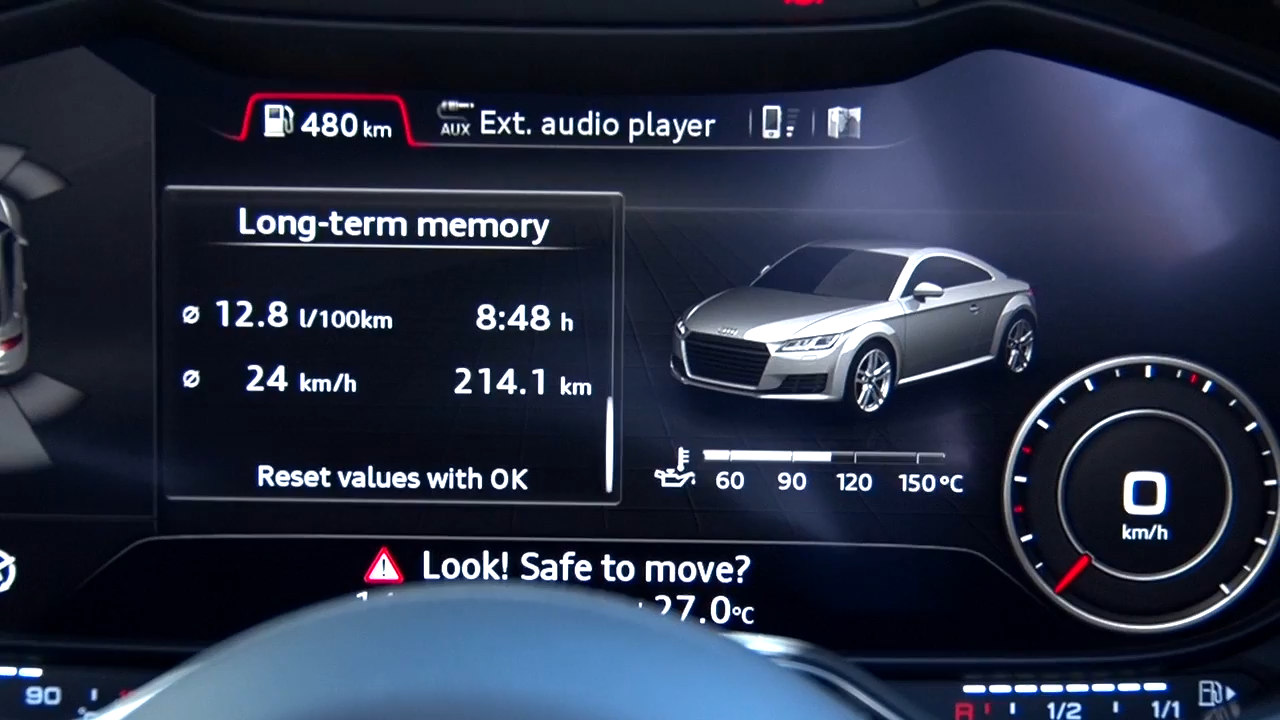 480 km
AUX Ext. audio player
Long-term memory
ø 12.8 l/100km 8:48 h
ø 24 km/h 214.1 km
Reset values with OK
60 90 120 150 °C
0
km/h
Look! Safe to move?
27.0°C
90
R 1/2 1/1